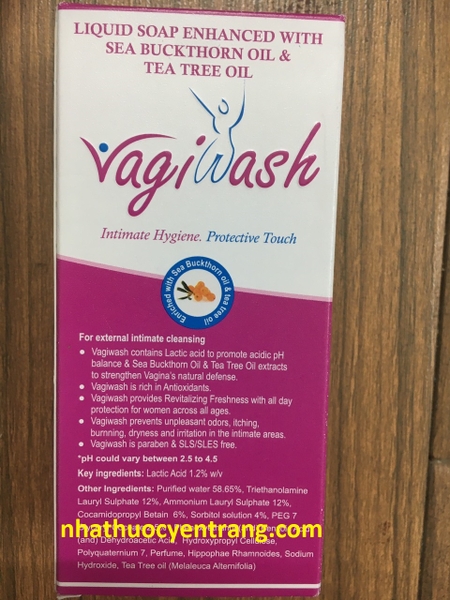 LIQUID SOAP ENHANCED WITH
SEA BUCKTHORN OIL &
TEA TREE OIL
VagiWash
Intimate Hygiene. Protective Touch
Enriched with Sea Buckthorn oil & tea tree oil
For external intimate cleansing
• Vagiwash contains Lactic acid to promote acidic pH
balance & Sea Buckthorn Oil & Tea Tree Oil extracts
to strengthen Vagina's natural defense.
• Vagiwash is rich in Antioxidants.
• Vagiwash provides Revitalizing Freshness with all day
protection for women across all ages.
• Vagiwash prevents unpleasant odors, itching,
burnning, dryness and irritation in the intimate areas.
• Vagiwash is paraben & SLS/SLES free.
*pH could vary between 2.5 to 4.5
Key ingredients: Lactic Acid 1.2% w/v
Other Ingredients: Purified water 58.65%, Triethanolamine
Lauryl Sulphate 12%, Ammonium Lauryl Sulphate 12%,
Cocamidopropyl Betain 6%, Sorbitol solution 4%, PEG 7
nhathuocyentrang.com
(and) Dehydroacetic Acid, Hydroxypropyl Cellulose,
Polyquaternium 7, Perfume, Hippophae Rhamnoides, Sodium
Hydroxide, Tea Tree oil (Melaleuca Alternifolia)